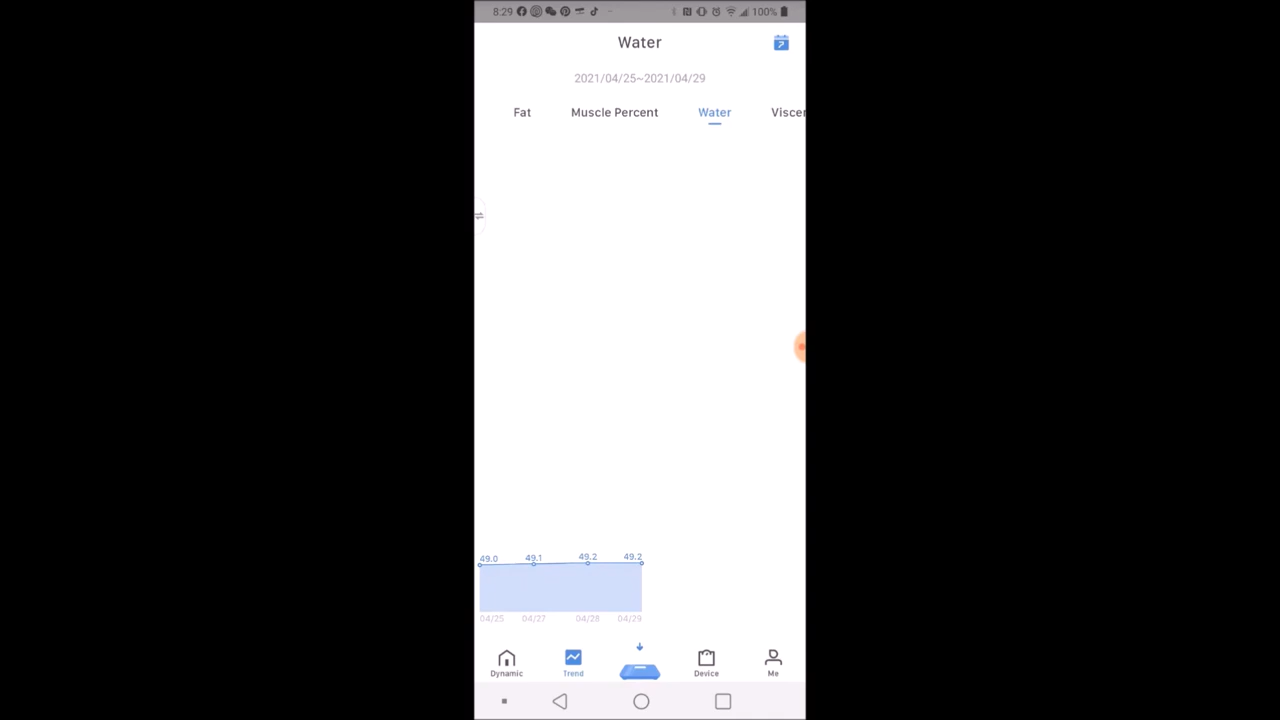 8:29 100%
Water
7
2021/04/25~2021/04/29
Fat Muscle Percent Water Viscer
49.0 49.1 49.2 49.2
04/25 04/27 04/28 04/29
Dynamic Trend Device Me